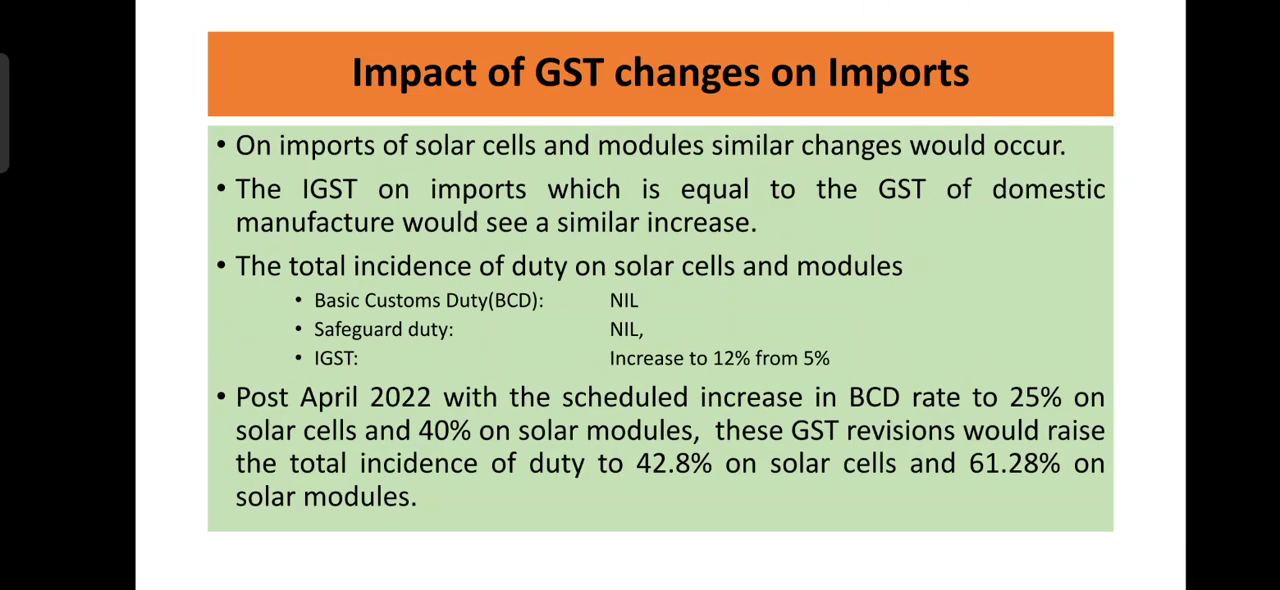 Impact of GST changes on Imports
• On imports of solar cells and modules similar changes would occur.
• The IGST on imports which is equal to the GST of domestic
manufacture would see a similar increase.
• The total incidence of duty on solar cells and modules
• Basic Customs Duty(BCD): NIL
• Safeguard duty: NIL,
• IGST: Increase to 12% from 5%
• Post April 2022 with the scheduled increase in BCD rate to 25% on
solar cells and 40% on solar modules, these GST revisions would raise
the total incidence of duty to 42.8% on solar cells and 61.28% on
solar modules.